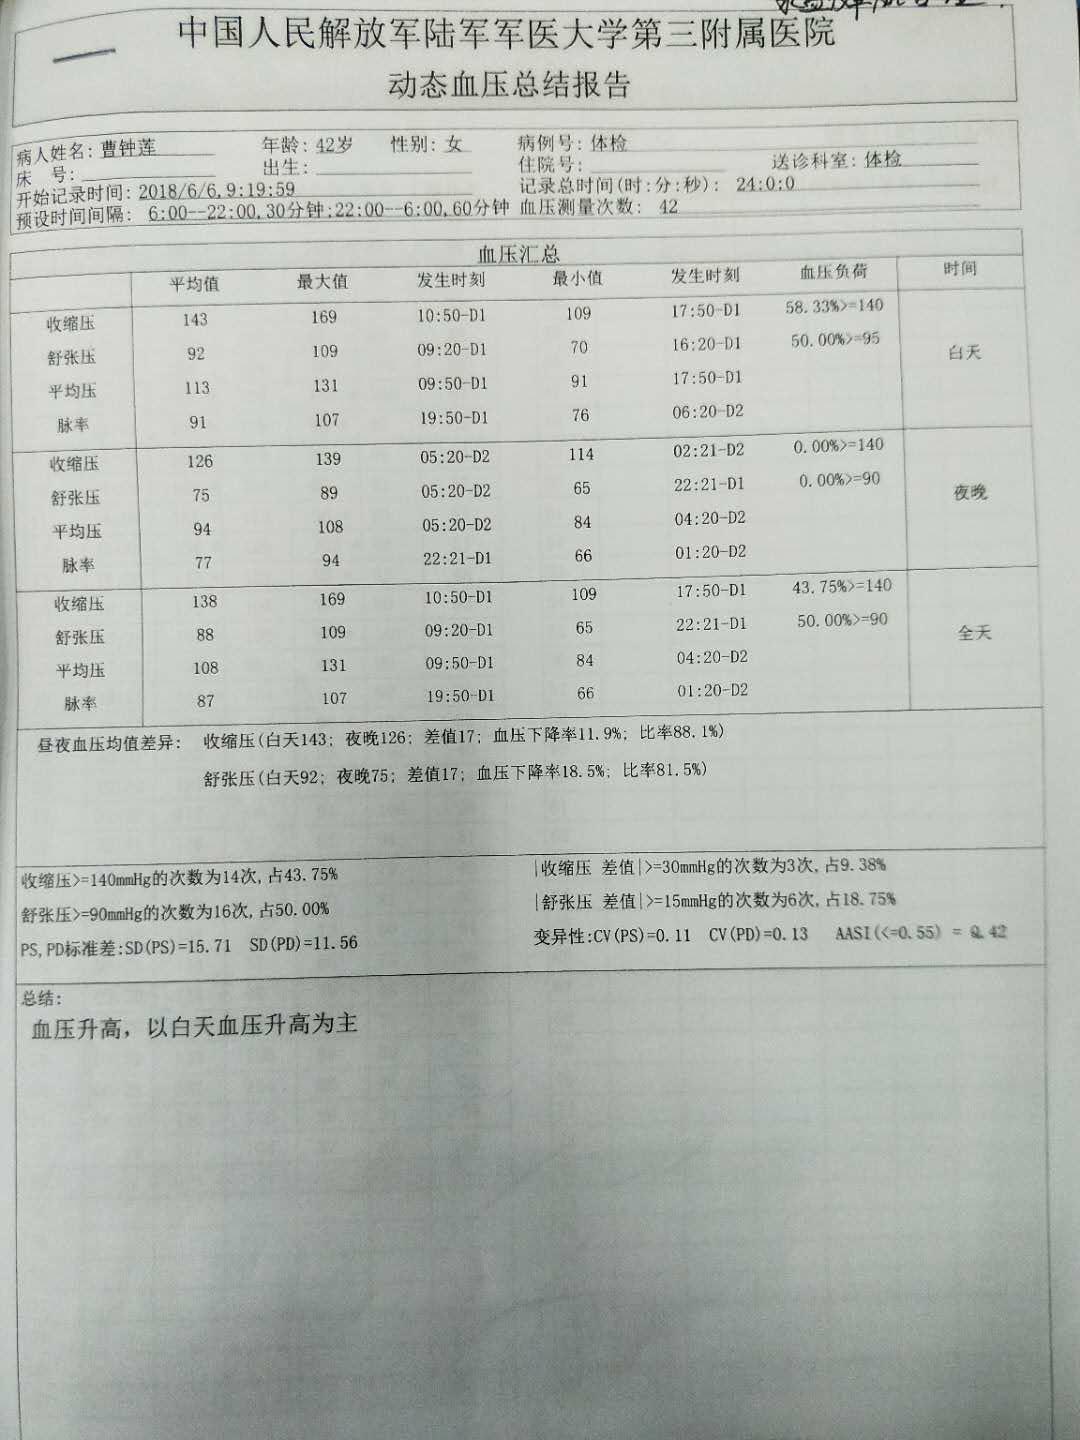 中国人民解放军陆军军医大学第三附属医院
动态血压总结报告
病人姓名: 曹钟莲 年龄: 42岁 性别: 女 病例号: 体检
床 号: 出生: 住院号: 送诊科室: 体检
开始记录时间: 2018/6/6,9:19:59 记录总时间(时:分:秒): 24:0:0
预设时间间隔: 6:00--22:00,30分钟;22:00--6:00,60分钟 血压测量次数: 42
血压汇总
平均值 最大值 发生时刻 最小值 发生时刻 血压负荷 时间
收缩压 143 169 10:50-D1 109 17:50-D1 58.33%>=140
舒张压 92 109 09:20-D1 70 16:20-D1 50.00%>=95
白天
平均压 113 131 09:50-D1 91 17:50-D1
脉率 91 107 19:50-D1 76 06:20-D2
收缩压 126 139 05:20-D2 114 02:21-D2 0.00%>=140
舒张压 75 89 05:20-D2 65 22:21-D1 0.00%>=90
夜晚
平均压 94 108 05:20-D2 84 04:20-D2
脉率 77 94 22:21-D1 66 01:20-D2
收缩压 138 169 10:50-D1 109 17:50-D1 43.75%>=140
舒张压 88 109 09:20-D1 65 22:21-D1 50.00%>=90
全天
平均压 108 131 09:50-D1 84 04:20-D2
脉率 87 107 19:50-D1 66 01:20-D2
昼夜血压均值差异: 收缩压(白天143; 夜晚126; 差值17; 血压下降率11.9%; 比率88.1%)
舒张压(白天92; 夜晚75; 差值17; 血压下降率18.5%; 比率81.5%)
收缩压>=140mmHg的次数为14次,占43.75% |收缩压 差值|>=30mmHg的次数为3次,占9.38%
舒张压>=90mmHg的次数为16次,占50.00% |舒张压 差值|>=15mmHg的次数为6次,占18.75%
PS,PD标准差:SD(PS)=15.71 SD(PD)=11.56 变异性:CV(PS)=0.11 CV(PD)=0.13 AASI(<=0.55) = 0.42
总结:
血压升高，以白天血压升高为主